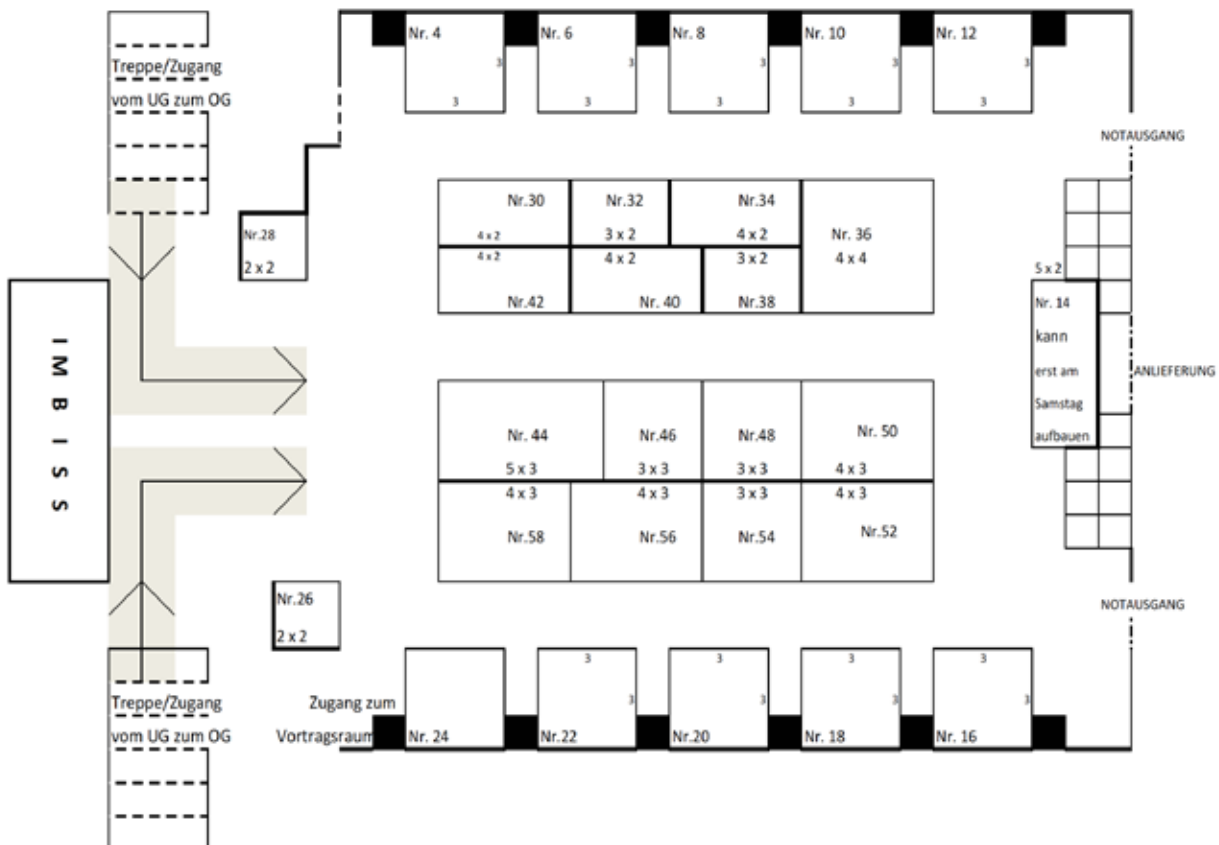 Nr. 4
Nr. 6
Nr. 8
Nr. 10
Nr. 12
3
3
3
3
3
3
3
3
3
3
Treppe/Zugang
vom UG zum OG
NOTAUSGANG
Nr.30
4 x 2
Nr.32
3 x 2
Nr.34
4 x 2
Nr. 36
4 x 4
4 x 2
Nr.42
4 x 2
Nr. 40
3 x 2
Nr.38
Nr.28
2 x 2
5 x 2
Nr. 14
kann
erst am
Samstag
aufbauen
ANLIEFERUNG
IMBISS
Nr. 44
5 x 3
Nr.46
3 x 3
Nr.48
3 x 3
Nr. 50
4 x 3
4 x 3
Nr.58
4 x 3
Nr.56
3 x 3
Nr.54
4 x 3
Nr.52
Nr.26
2 x 2
NOTAUSGANG
Treppe/Zugang
vom UG zum OG
Zugang zum
Vortragsraum
3
3
3
3
3
3
3
3
Nr. 24
Nr.22
Nr.20
Nr. 18
Nr. 16